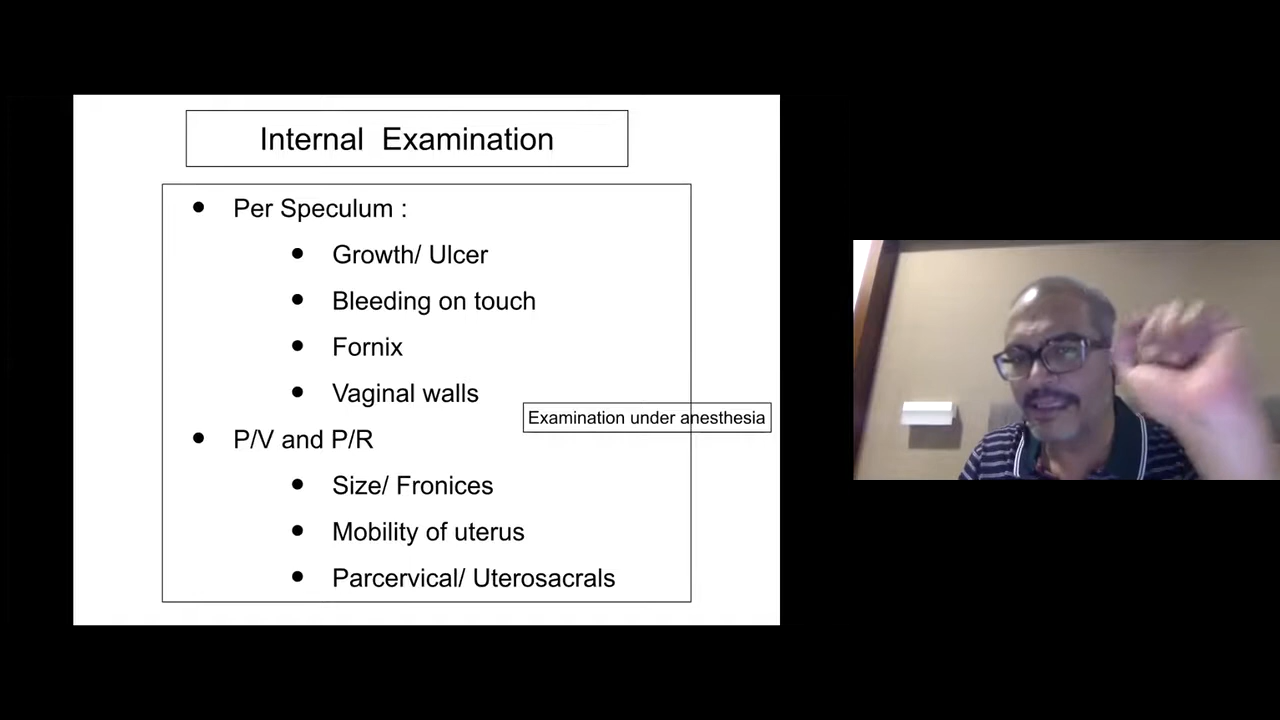 Internal Examination
• Per Speculum :
• Growth/ Ulcer
• Bleeding on touch
• Fornix
• Vaginal walls
Examination under anesthesia
• P/V and P/R
• Size/ Fronices
• Mobility of uterus
• Parcervical/ Uterosacrals